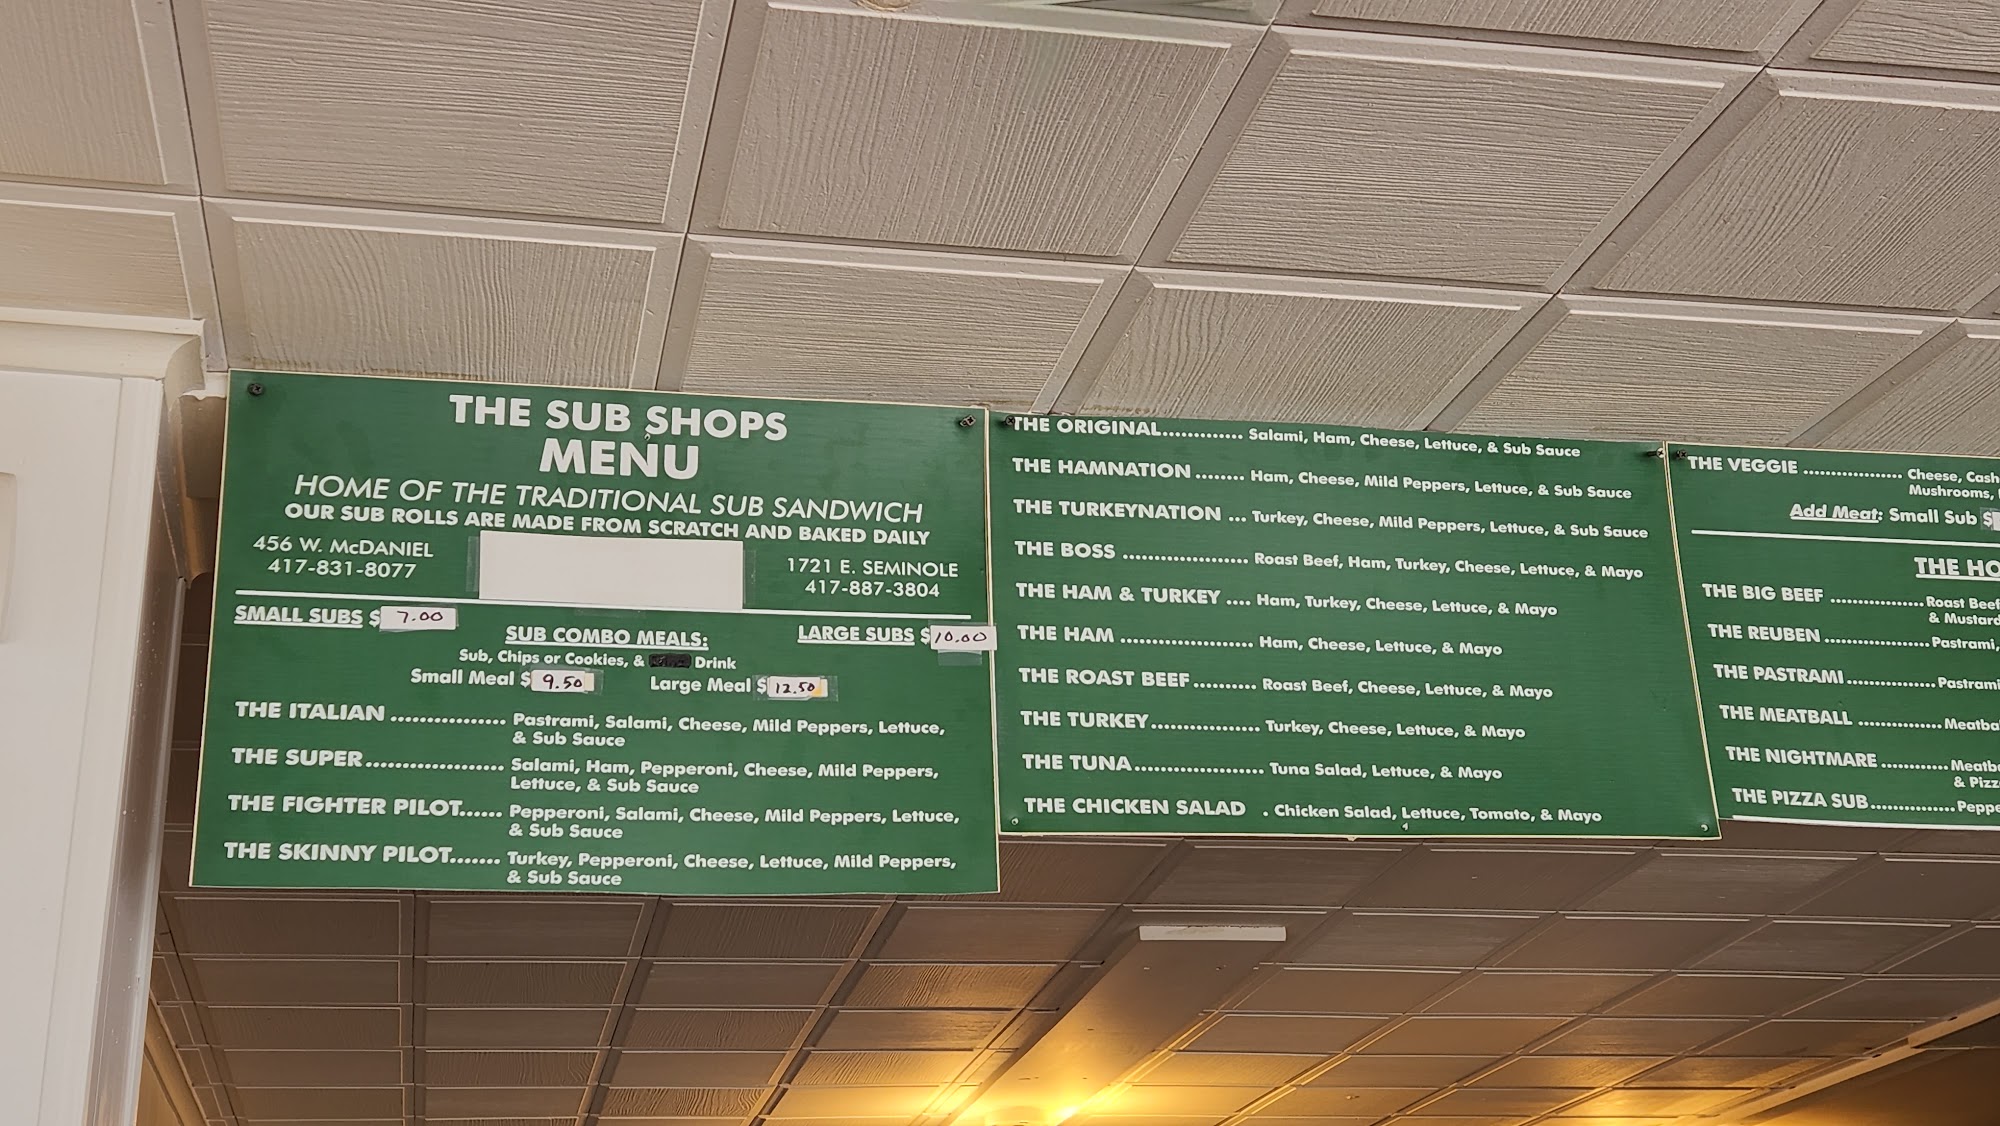 THE SUB SHOPS
MENU
HOME OF THE TRADITIONAL SUB SANDWICH
OUR SUB ROLLS ARE MADE FROM SCRATCH AND BAKED DAILY
456 W. McDANIEL
417-831-8077
1721 E. SEMINOLE
417-887-3804
SMALL SUBS $ 7.00
LARGE SUBS $10.00
SUB COMBO MEALS:
Sub, Chips or Cookies, & Drink
Small Meal $ 9.50
Large Meal $ 12.50
THE ITALIAN ................ Pastrami, Salami, Cheese, Mild Peppers, Lettuce,
& Sub Sauce
THE SUPER................... Salami, Ham, Pepperoni, Cheese, Mild Peppers,
Lettuce, & Sub Sauce
THE FIGHTER PILOT...... Pepperoni, Salami, Cheese, Mild Peppers, Lettuce,
& Sub Sauce
THE SKINNY PILOT....... Turkey, Pepperoni, Cheese, Lettuce, Mild Peppers,
& Sub Sauce
THE ORIGINAL............. Salami, Ham, Cheese, Lettuce, & Sub Sauce
THE HAMNATION ........ Ham, Cheese, Mild Peppers, Lettuce, & Sub Sauce
THE TURKEYNATION ... Turkey, Cheese, Mild Peppers, Lettuce, & Sub Sauce
THE BOSS .................... Roast Beef, Ham, Turkey, Cheese, Lettuce, & Mayo
THE HAM & TURKEY .... Ham, Turkey, Cheese, Lettuce, & Mayo
THE HAM ..................... Ham, Cheese, Lettuce, & Mayo
THE ROAST BEEF.......... Roast Beef, Cheese, Lettuce, & Mayo
THE TURKEY................. Turkey, Cheese, Lettuce, & Mayo
THE TUNA..................... Tuna Salad, Lettuce, & Mayo
THE CHICKEN SALAD . Chicken Salad, Lettuce, Tomato, & Mayo
THE VEGGIE ................ Cheese, Cash
Mushrooms,
Add Meat: Small Sub $
THE HO
THE BIG BEEF ............... Roast Beef
& Mustard
THE REUBEN ................. Pastrami,
THE PASTRAMI.............. Pastrami
THE MEATBALL ............. Meatba
THE NIGHTMARE ........... Meatb
& Pizz
THE PIZZA SUB.............. Peppe